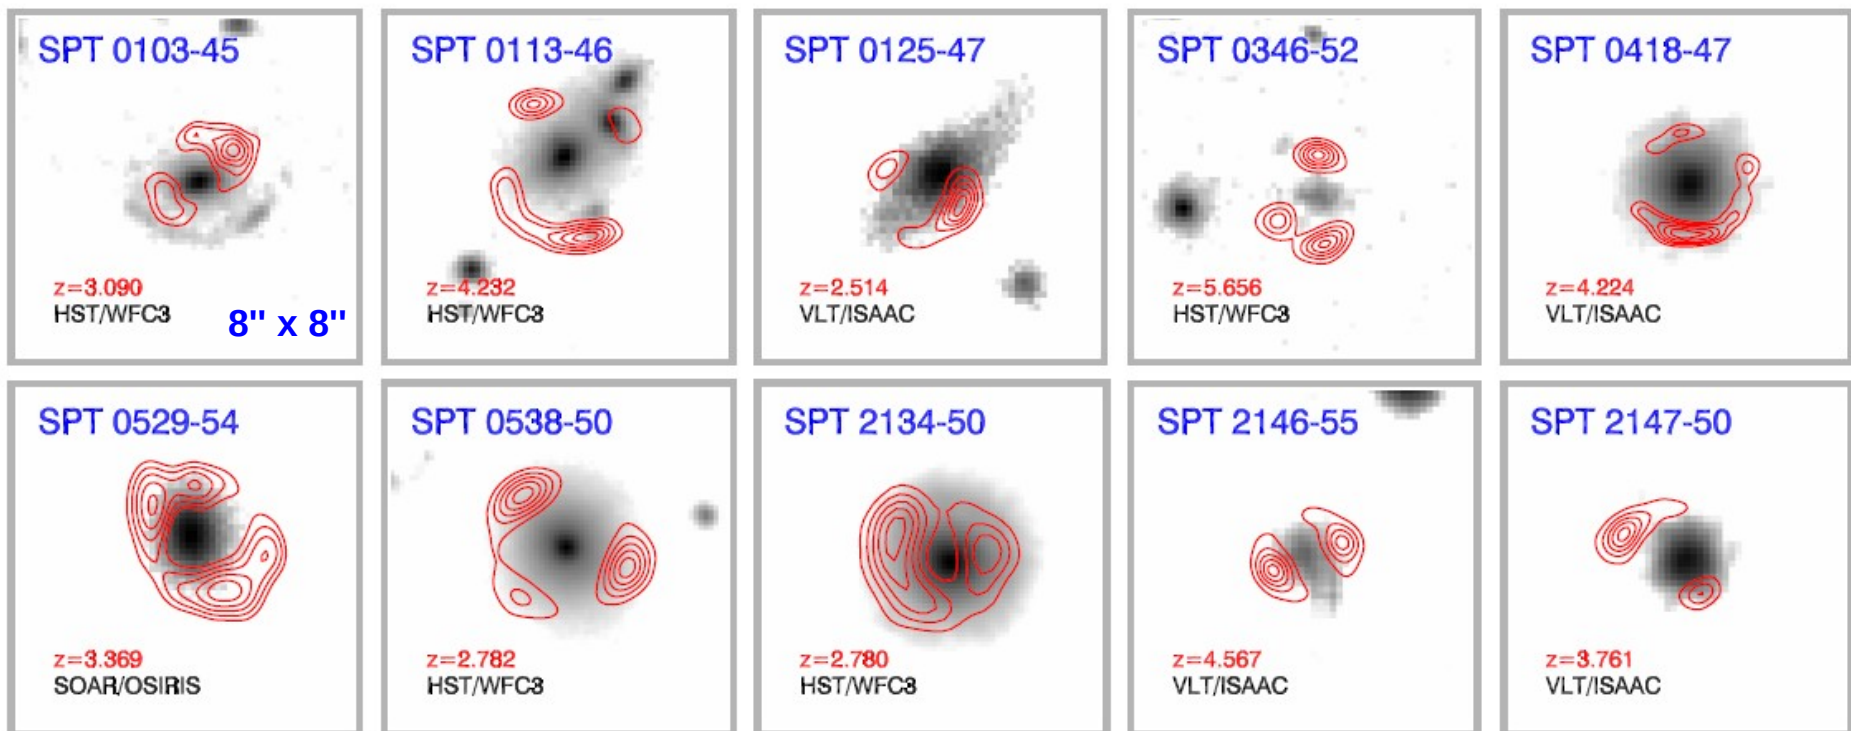 SPT 0103-45
z=3.090
HST/WFC3
8" x 8"
SPT 0113-46
z=4.232
HST/WFC3
SPT 0125-47
z=2.514
VLT/ISAAC
SPT 0346-52
z=5.656
HST/WFC3
SPT 0418-47
z=4.224
VLT/ISAAC
SPT 0529-54
z=3.369
SOAR/OSIRIS
SPT 0538-50
z=2.782
HST/WFC3
SPT 2134-50
z=2.780
HST/WFC3
SPT 2146-55
z=4.567
VLT/ISAAC
SPT 2147-50
z=3.761
VLT/ISAAC